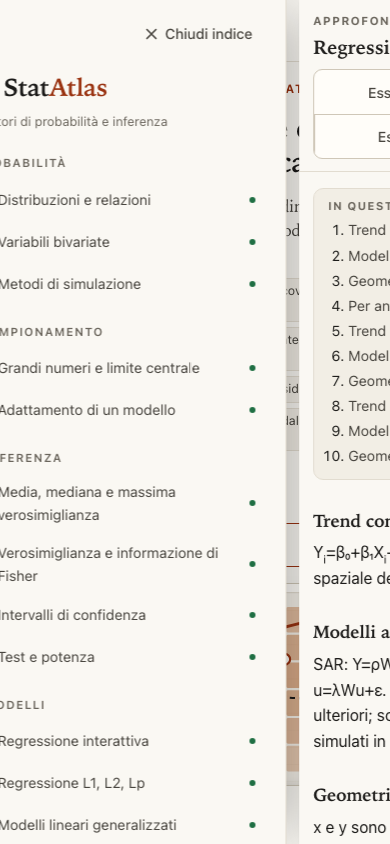 Chiudi indice
StatAtlas
tori di probabilità e inferenza
OBABILITÀ
Distribuzioni e relazioni
Variabili bivariate
Metodi di simulazione
MPIONAMENTO
Grandi numeri e limite centrale
Adattamento di un modello
FERENZA
Media, mediana e massima
verosimiglianza
Verosimiglianza e informazione di
Fisher
Intervalli di confidenza
Test e potenza
ODELLI
Regressione interattiva
Regressione L1, L2, Lp
Modelli lineari generalizzati
APPROFON
Regressi
Ess
Es
IN QUEST
1. Trend
2. Model
3. Geome
4. Per an
5. Trend
6. Model
7. Geome
8. Trend
9. Model
10. Geome
Trend con
Yᵢ=β₀+β₁Xᵢ
spaziale de
Modelli a
SAR: Y=ρW
u=λWu+ε.
ulteriori; so
simulati in
Geometri
x e y sono